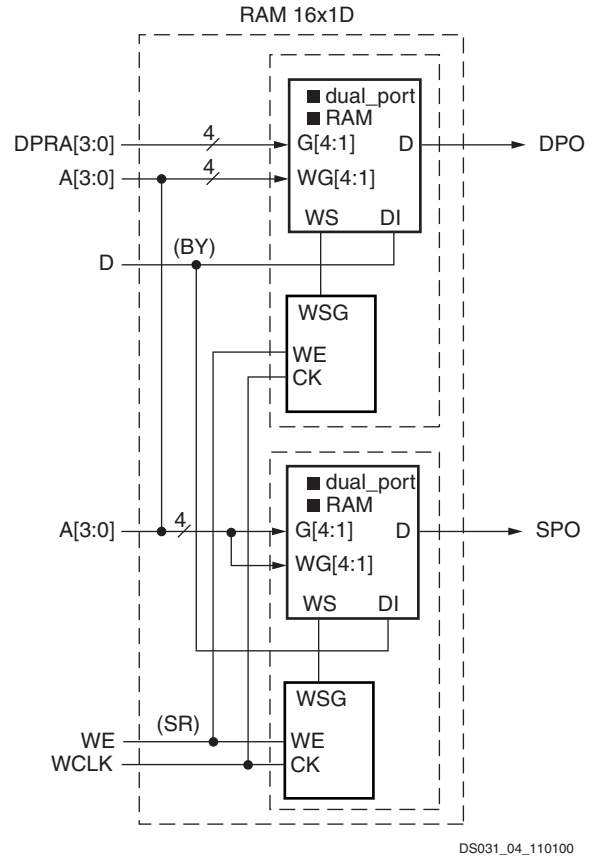 RAM 16x1D
dual_port
RAM
DPRA[3:0] 4 G[4:1] D DPO
A[3:0] 4 WG[4:1]
WS DI
D (BY)
WSG
WE
CK
dual_port
RAM
A[3:0] 4 G[4:1] D SPO
WG[4:1]
WS DI
WSG
WE (SR) WE
WCLK CK
DS031_04_110100